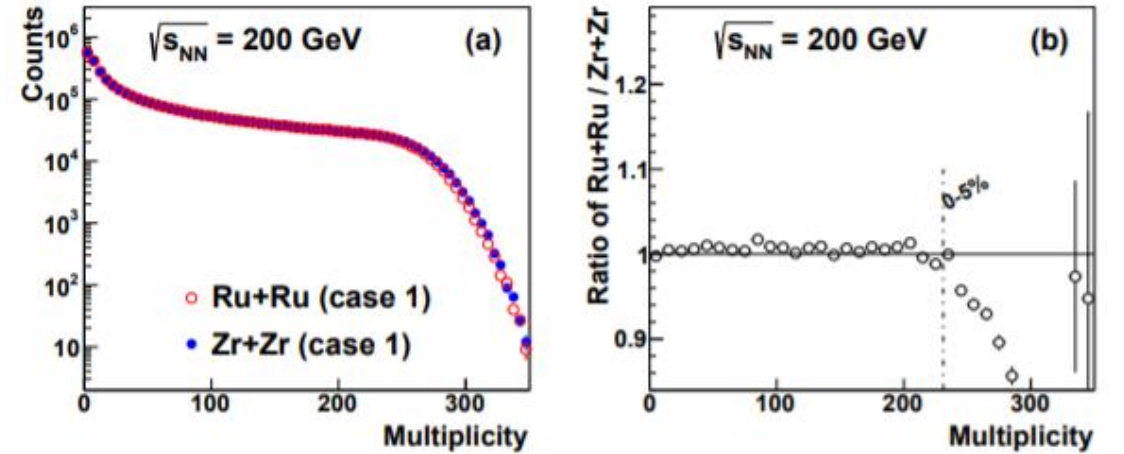 Counts
10^6
10^5
10^4
10^3
10^2
10
√s_NN = 200 GeV
(a)
Ru+Ru (case 1)
Zr+Zr (case 1)
0 100 200 300
Multiplicity
Ratio of Ru+Ru / Zr+Zr
1.2
1.1
1
0.9
√s_NN = 200 GeV
(b)
0-5%
0 100 200 300
Multiplicity